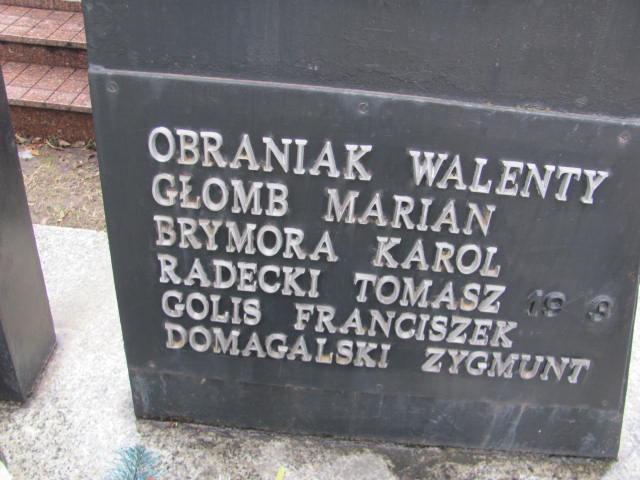 OBRANIAK WALENTY
GŁOMB MARIAN
BRYMORA KAROL
RADECKI TOMASZ
GOLIS FRANCISZEK
DOMAGALSKI ZYGMUNT